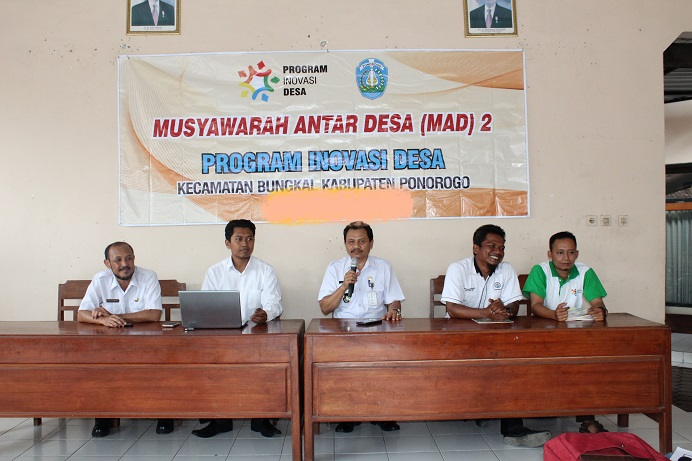 PROGRAM
INOVASI
DESA
MUSYAWARAH ANTAR DESA (MAD) 2
PROGRAM INOVASI DESA
KECAMATAN BUNGKAL KABUPATEN PONOROGO